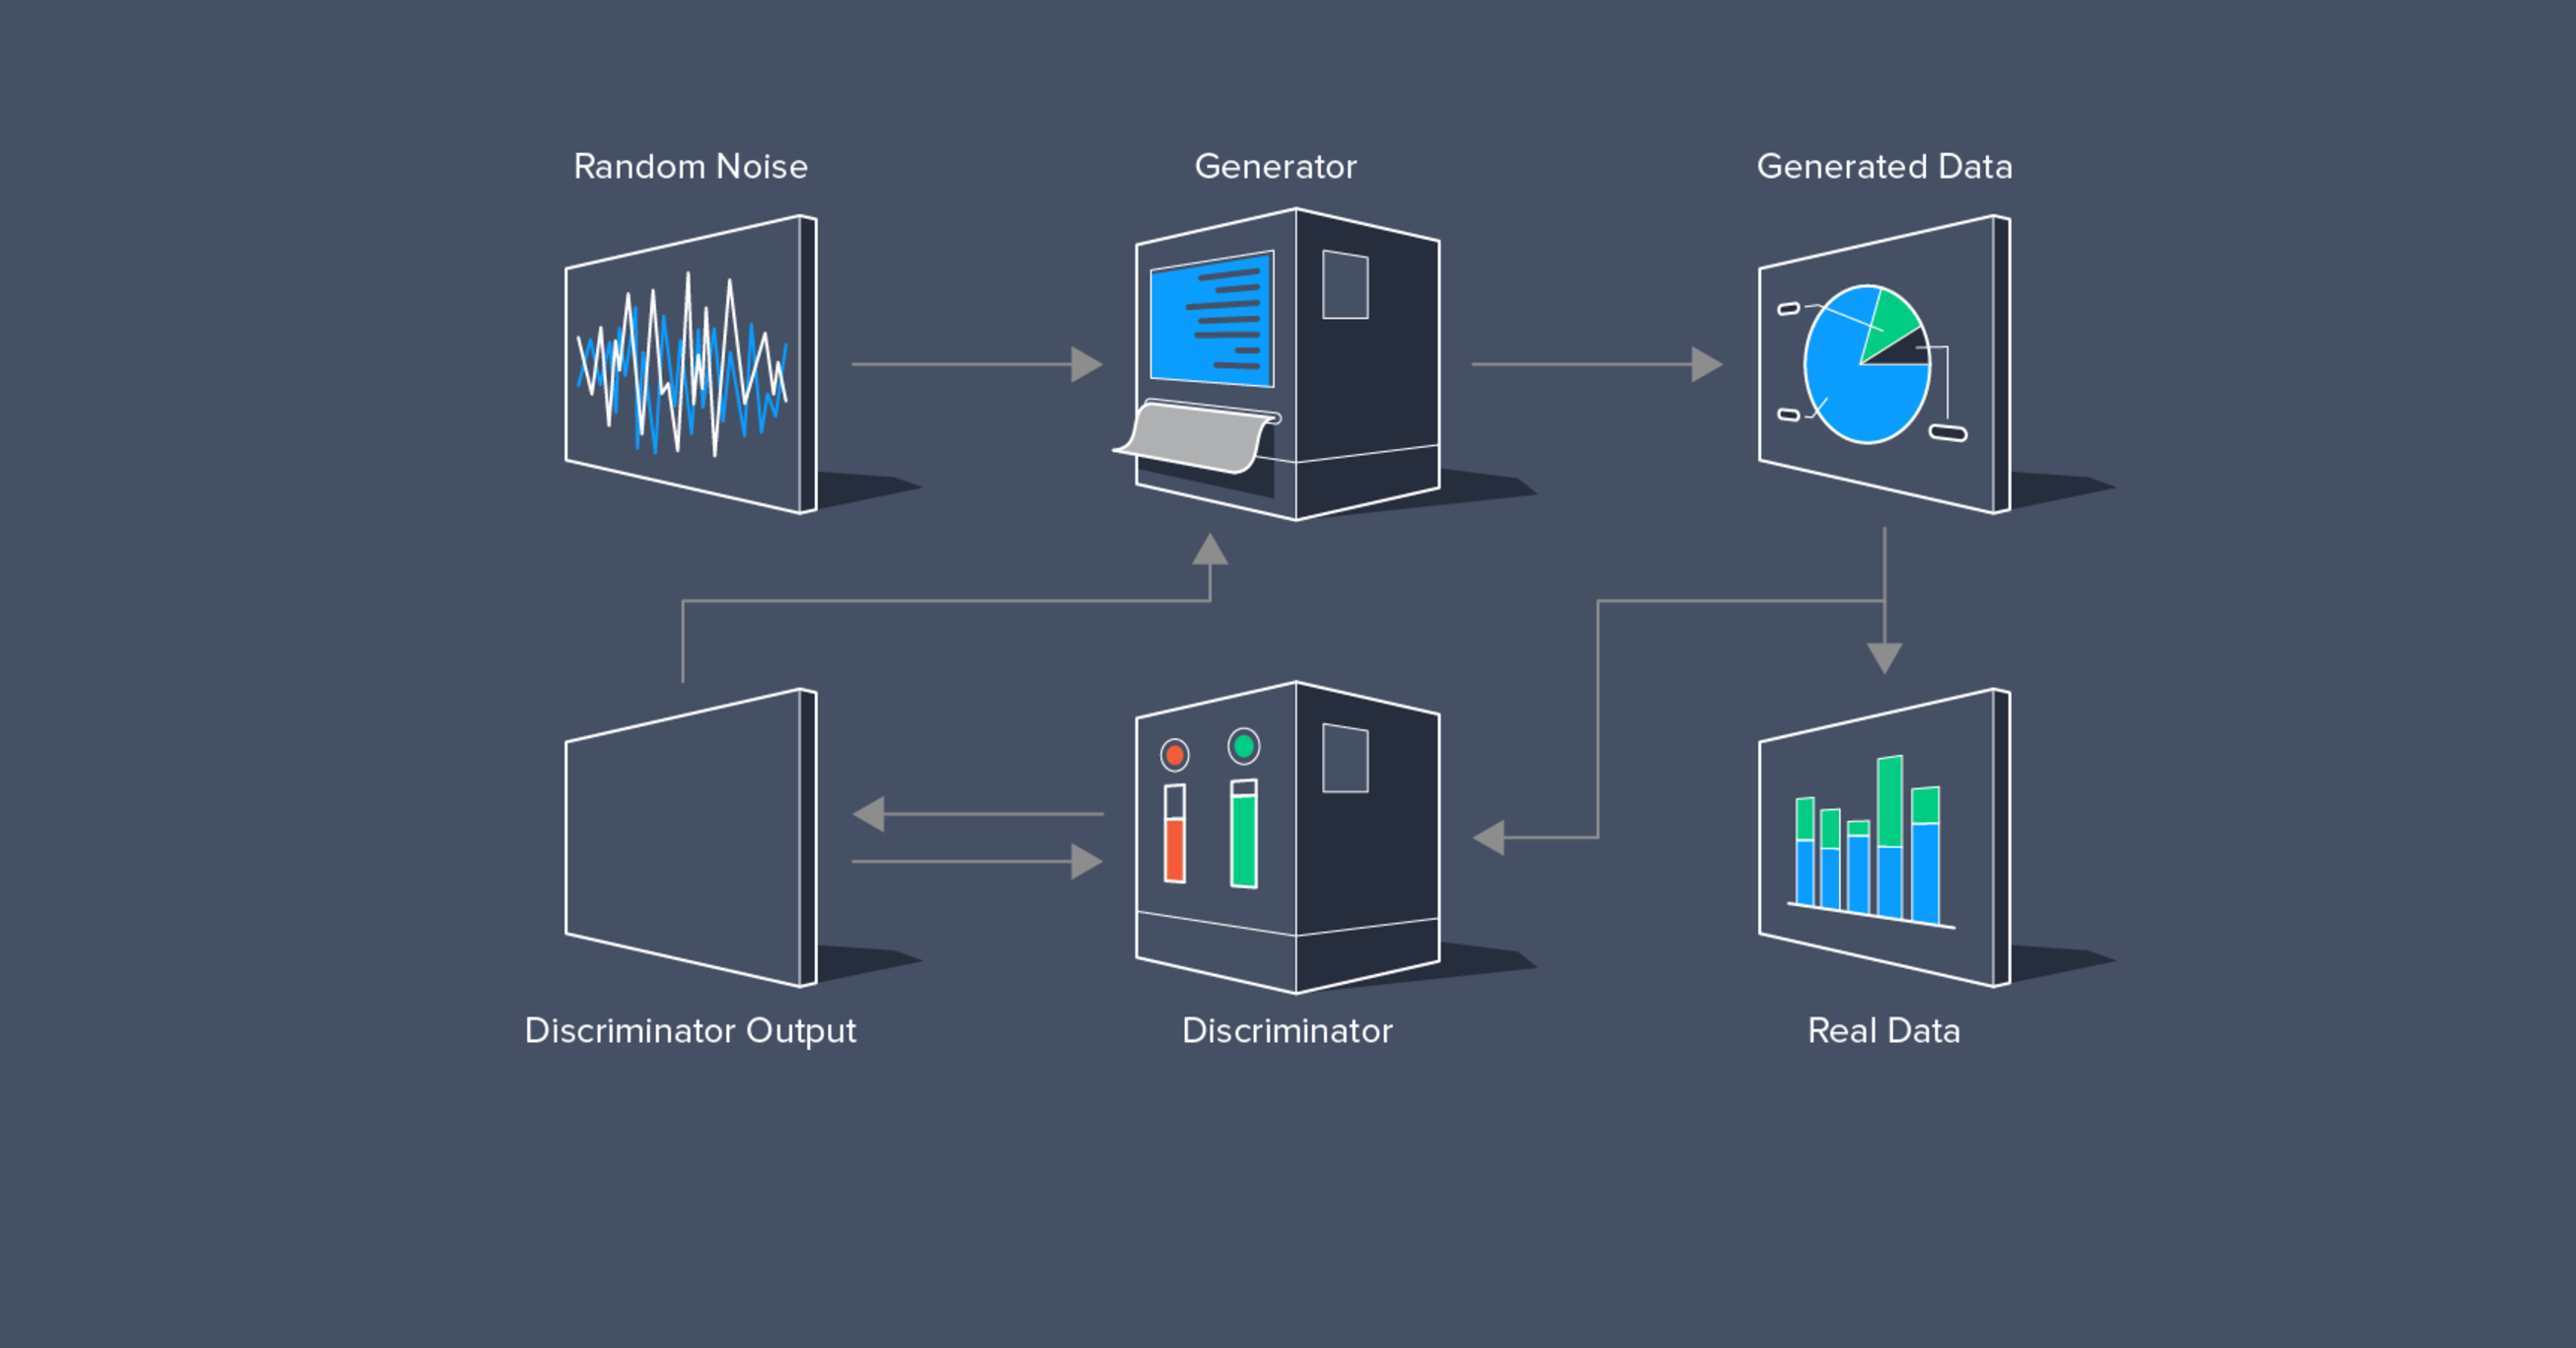 Random Noise
Generator
Generated Data
Discriminator Output
Discriminator
Real Data